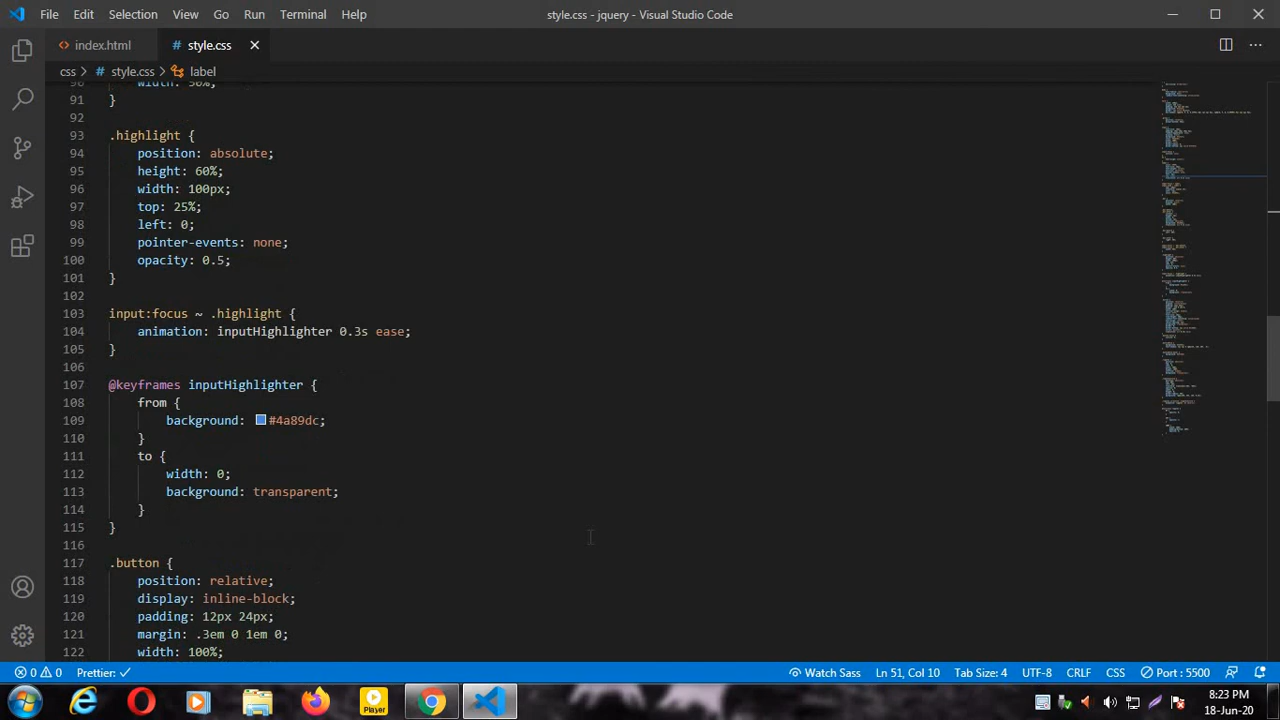 File Edit Selection View Go Run Terminal Help
style.css - jquery - Visual Studio Code
index.html
# style.css
css > # style.css > label
90 width: 50%;
91 }
92
93 .highlight {
94 position: absolute;
95 height: 60%;
96 width: 100px;
97 top: 25%;
98 left: 0;
99 pointer-events: none;
100 opacity: 0.5;
101 }
102
103 input:focus ~ .highlight {
104 animation: inputHighlighter 0.3s ease;
105 }
106
107 @keyframes inputHighlighter {
108 from {
109 background: #4a89dc;
110 }
111 to {
112 width: 0;
113 background: transparent;
114 }
115 }
116
117 .button {
118 position: relative;
119 display: inline-block;
120 padding: 12px 24px;
121 margin: .3em 0 1em 0;
122 width: 100%;
0 0 Prettier: ✓
Watch Sass Ln 51, Col 10 Tab Size: 4 UTF-8 CRLF CSS Port : 5500
Player
8:23 PM
18-Jun-20